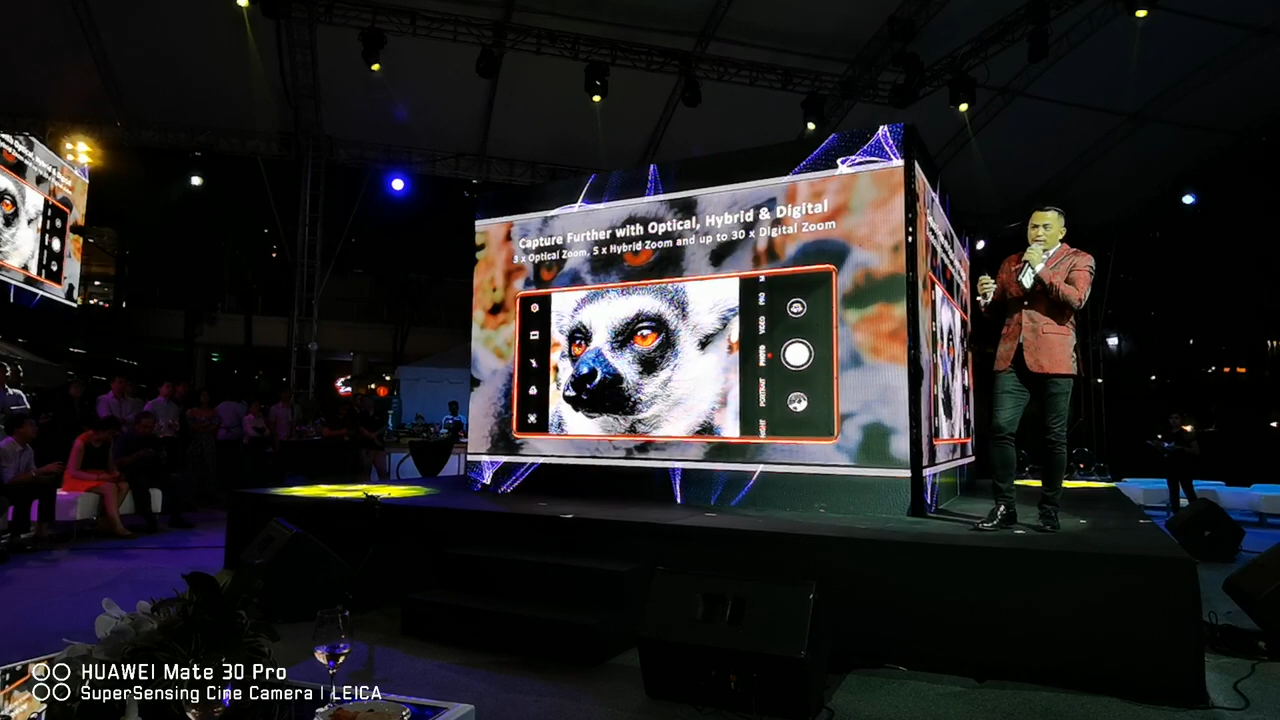 Capture Further with Optical, Hybrid & Digital
3 x Optical Zoom, 5 x Hybrid Zoom and up to 30 x Digital Zoom
PRO
VIDEO
PHOTO
PORTRAIT
HUAWEI Mate 30 Pro
SuperSensing Cine Camera | LEICA